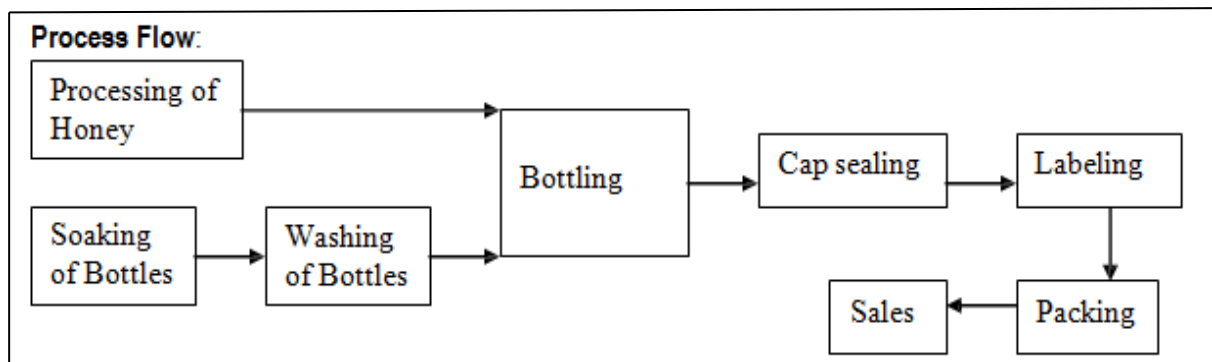 Process Flow:
Processing of
Honey
Bottling
Cap sealing
Labeling
Soaking
of Bottles
Washing
of Bottles
Sales
Packing